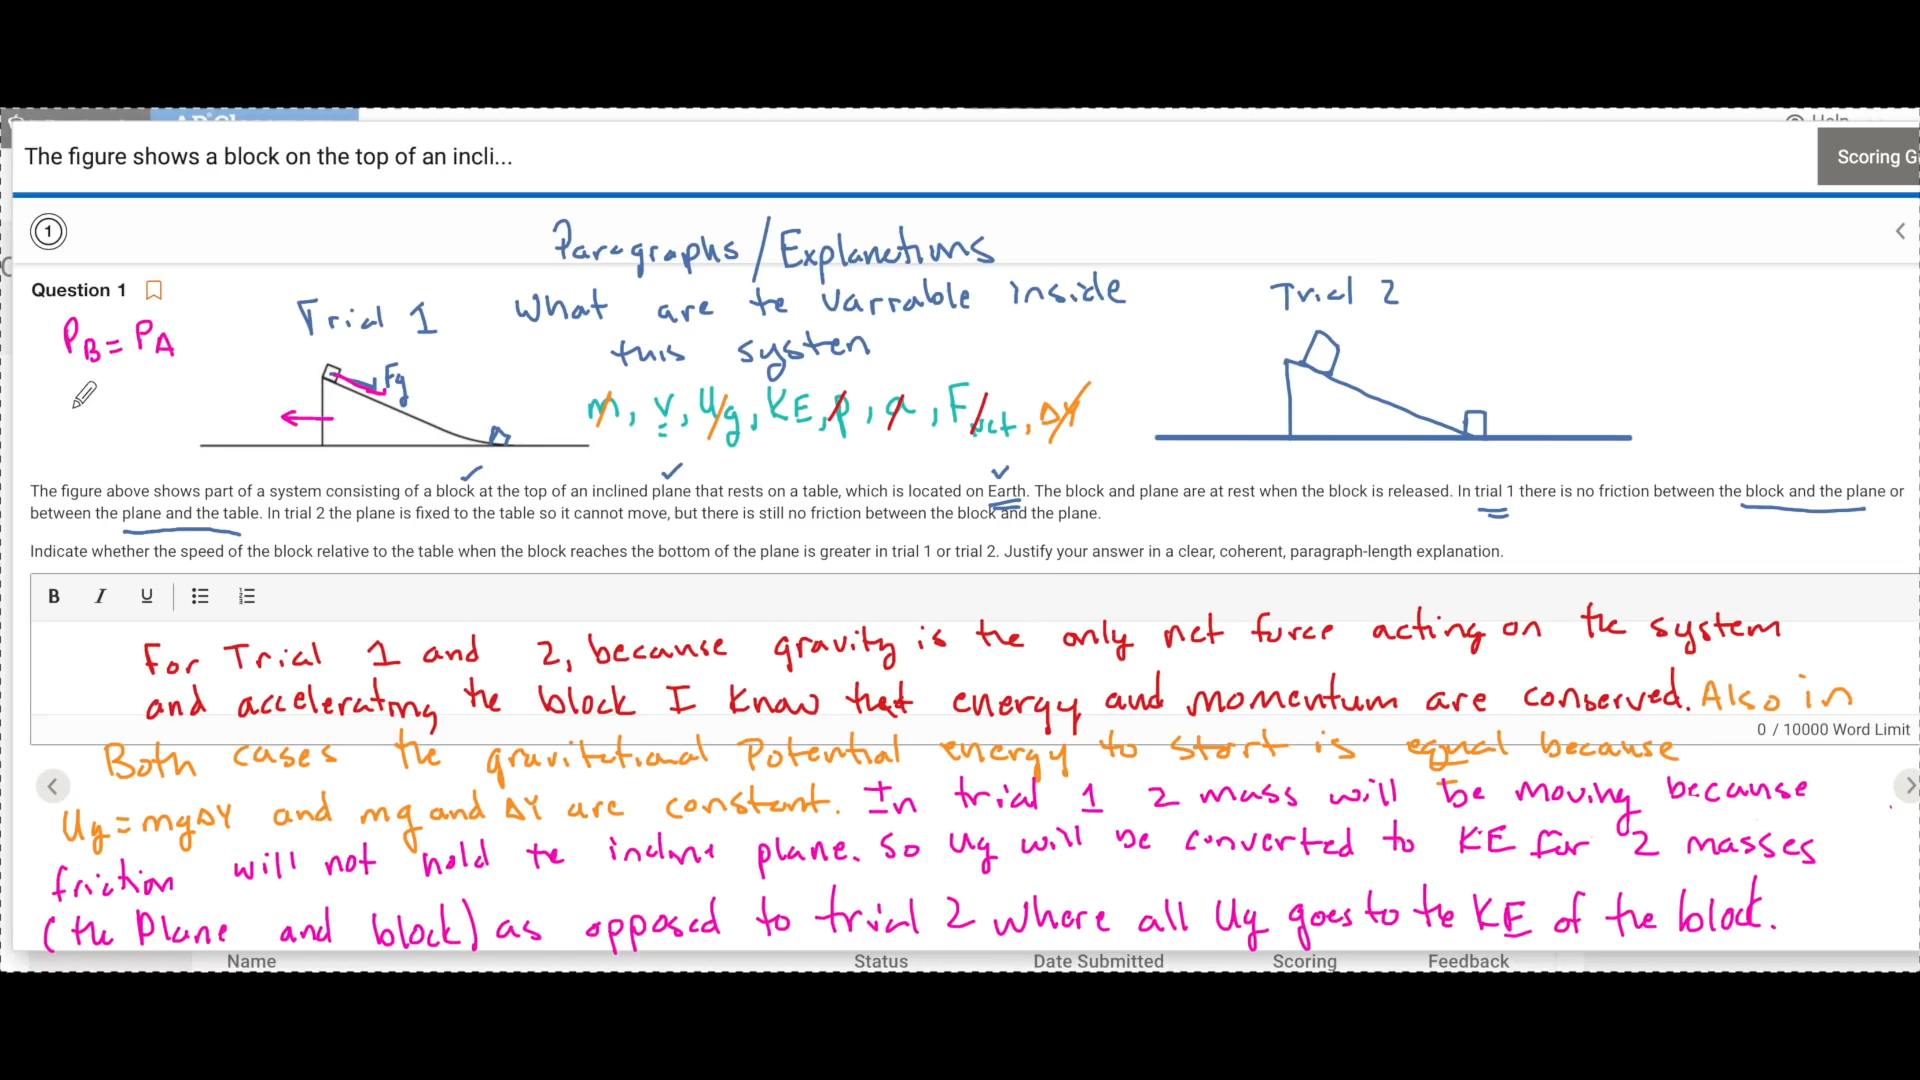 The figure shows a block on the top of an incli...
1
Paragraphs / Explanations
Question 1
What are te varrable inside
this systen
Trial 1
Trial 2
PB = PA
Fg
m, v, Ug, KE, p, a, Fnet, ΔY
The figure above shows part of a system consisting of a block at the top of an inclined plane that rests on a table, which is located on Earth. The block and plane are at rest when the block is released. In trial 1 there is no friction between the block and the plane or
between the plane and the table. In trial 2 the plane is fixed to the table so it cannot move, but there is still no friction between the block and the plane.
Indicate whether the speed of the block relative to the table when the block reaches the bottom of the plane is greater in trial 1 or trial 2. Justify your answer in a clear, coherent, paragraph-length explanation.
B I U
For Trial 1 and 2, because gravity is the only net force acting on the system
and accelerating the block I know that energy and momentum are conserved. Also in
0 / 10000 Word Limit
Both cases the gravitational Potential energy to start is equal because
Ug = mgΔY and mg and ΔY are constant. In trial 1 2 mass will be moving because
friction will not hold te incline plane. So Ug will be converted to KE for 2 masses
(the Plane and block) as opposed to trial 2 where all Ug goes to the KE of the block.
Name Status Date Submitted Scoring Feedback